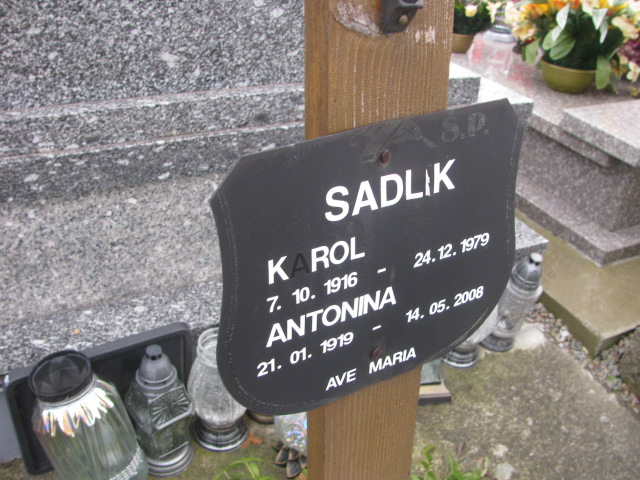 Ś.P.
SADLIK
KAROL
7. 10. 1916 - 24. 12. 1979
ANTONINA
21. 01. 1919 - 14. 05. 2008
AVE MARIA